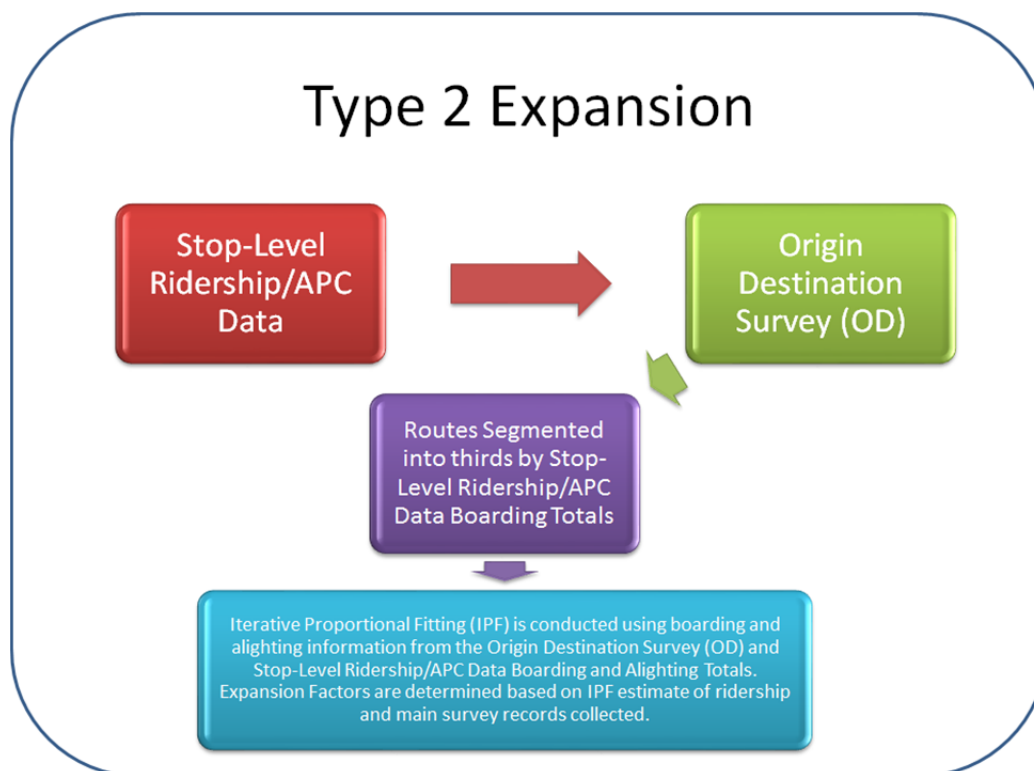 Type 2 Expansion
Stop-Level
Ridership/APC
Data
Origin
Destination
Survey (OD)
Routes Segmented
into thirds by Stop-
Level Ridership/APC
Data Boarding Totals
Iterative Proportional Fitting (IPF) is conducted using boarding and
alighting information from the Origin Destination Survey (OD) and
Stop-Level Ridership/APC Data Boarding and Alighting Totals.
Expansion Factors are determined based on IPF estimate of ridership
and main survey records collected.